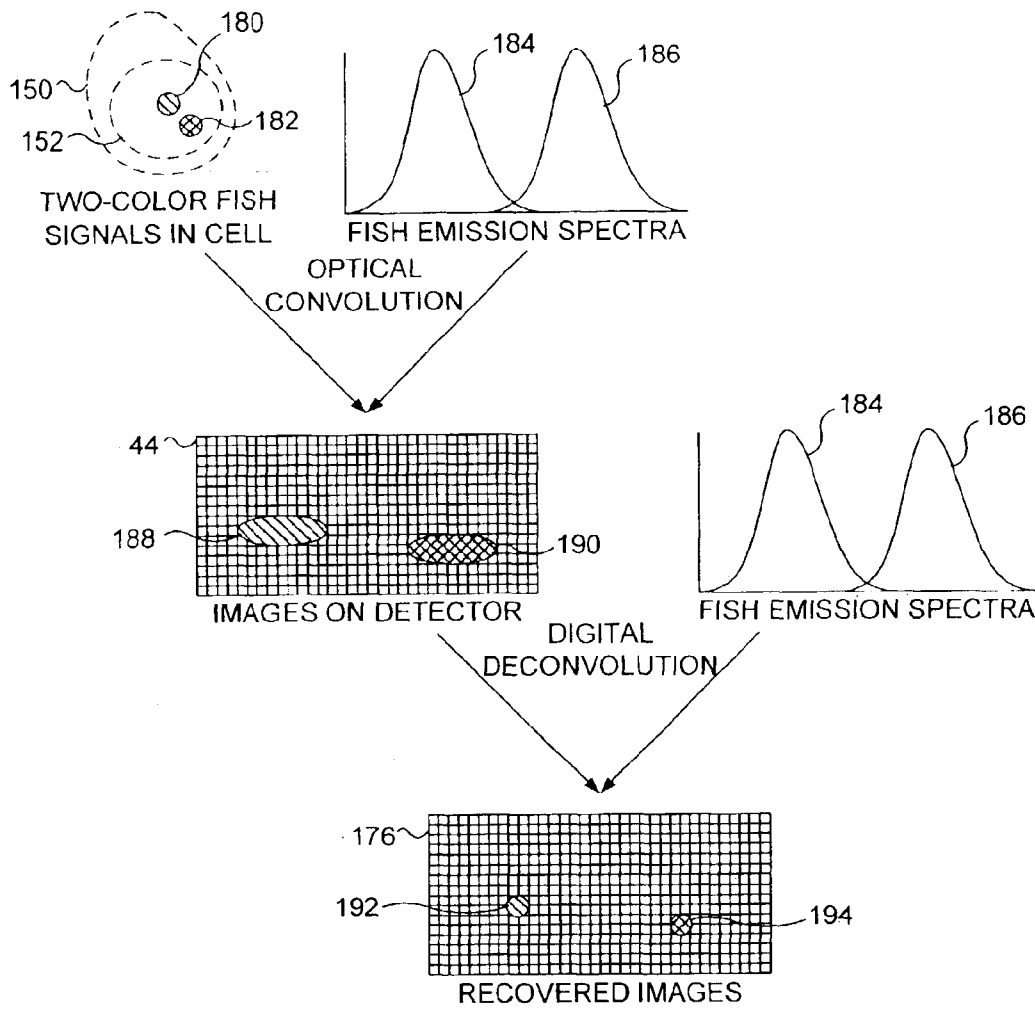 180
150
182
152
TWO-COLOR FISH
SIGNALS IN CELL
184
186
FISH EMISSION SPECTRA
OPTICAL
CONVOLUTION
44
188
190
IMAGES ON DETECTOR
184
186
FISH EMISSION SPECTRA
DIGITAL
DECONVOLUTION
176
192
194
RECOVERED IMAGES